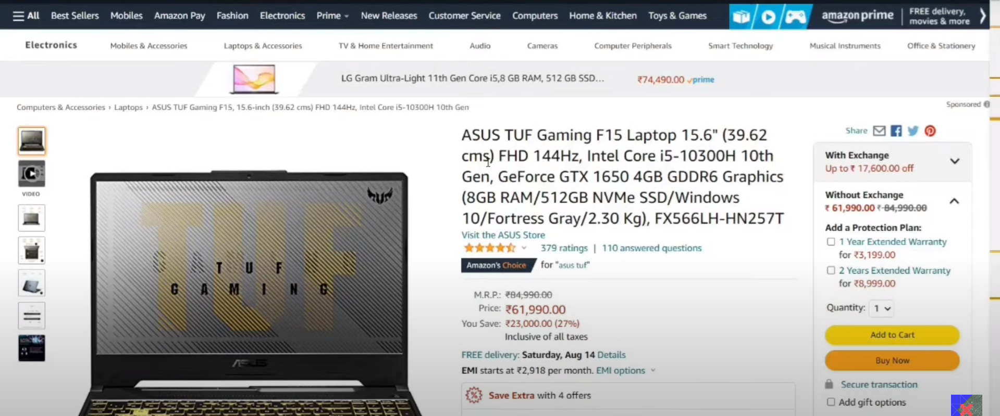 All Best Sellers Mobiles Amazon Pay Fashion Electronics Prime New Releases Customer Service Computers Home & Kitchen Toys & Games amazon prime FREE delivery, movies & more
Electronics Mobiles & Accessories Laptops & Accessories TV & Home Entertainment Audio Cameras Computer Peripherals Smart Technology Musical Instruments Office & Stationery
LG Gram Ultra-Light 11th Gen Core i5,8 GB RAM, 512 GB SSD... ₹74,490.00 prime
Sponsored
Computers & Accessories › Laptops › ASUS TUF Gaming F15, 15.6-inch (39.62 cms) FHD 144Hz, Intel Core i5-10300H 10th Gen
VIDEO
TUF
TUF
GAMING
ASUS
ASUS TUF Gaming F15 Laptop 15.6" (39.62
cms) FHD 144Hz, Intel Core i5-10300H 10th
Gen, GeForce GTX 1650 4GB GDDR6 Graphics
(8GB RAM/512GB NVMe SSD/Windows
10/Fortress Gray/2.30 Kg), FX566LH-HN257T
Visit the ASUS Store
379 ratings | 110 answered questions
Amazon's Choice for "asus tuf"
M.R.P.: ₹84,990.00
Price: ₹61,990.00
You Save: ₹23,000.00 (27%)
Inclusive of all taxes
FREE delivery: Saturday, Aug 14 Details
EMI starts at ₹2,918 per month. EMI options
Save Extra with 4 offers
Share
With Exchange
Up to ₹ 17,600.00 off
Without Exchange
₹ 61,990.00 ₹ 84,990.00
Add a Protection Plan:
1 Year Extended Warranty
for ₹3,199.00
2 Years Extended Warranty
for ₹8,999.00
Quantity: 1
Add to Cart
Buy Now
Secure transaction
Add gift options